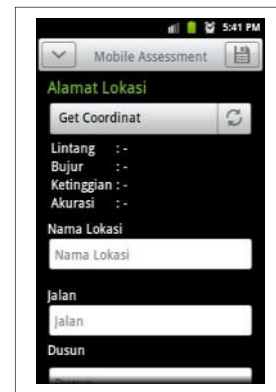 5:41 PM
Mobile Assessment
Alamat Lokasi
Get Coordinat
Lintang : -
Bujur : -
Ketinggian : -
Akurasi : -
Nama Lokasi
Nama Lokasi
Jalan
Jalan
Dusun